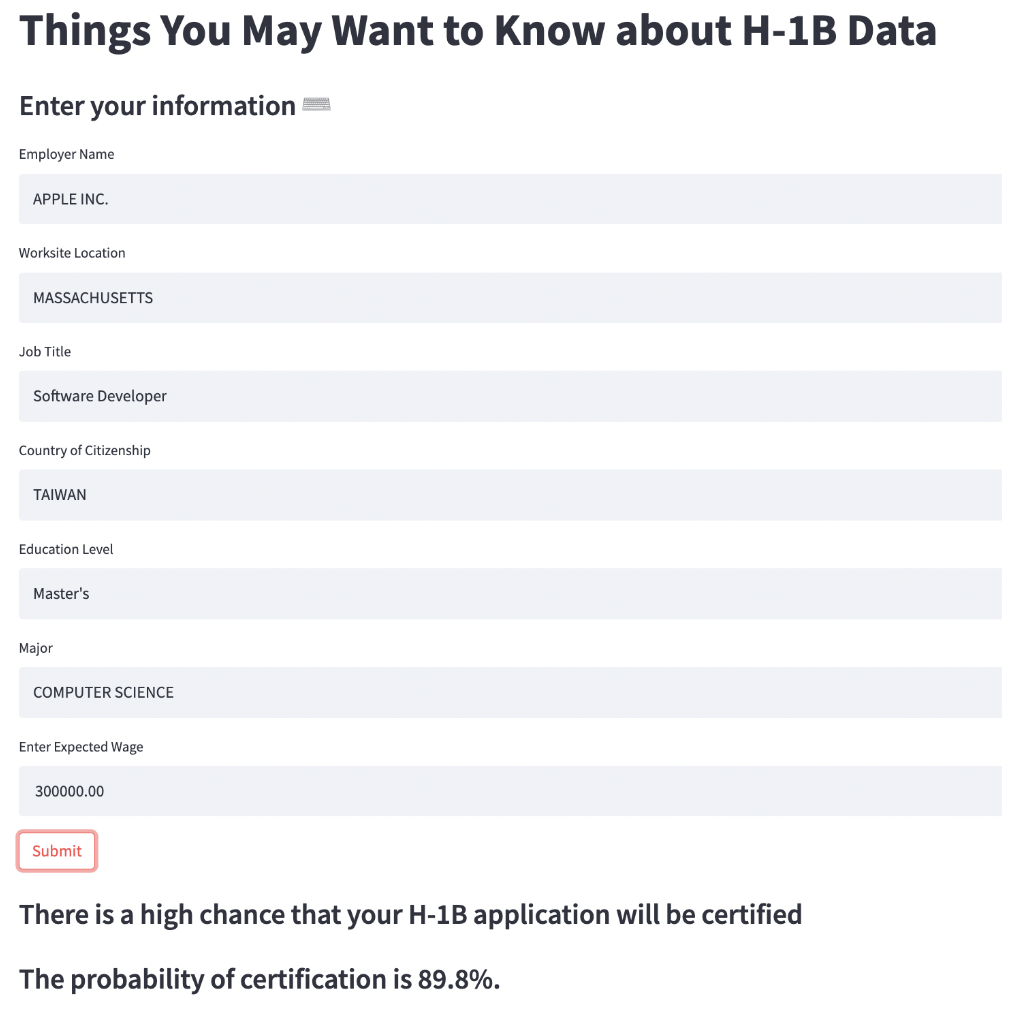 Things You May Want to Know about H-1B Data
Enter your information
Employer Name
APPLE INC.
Worksite Location
MASSACHUSETTS
Job Title
Software Developer
Country of Citizenship
TAIWAN
Education Level
Master's
Major
COMPUTER SCIENCE
Enter Expected Wage
300000.00
Submit
There is a high chance that your H-1B application will be certified
The probability of certification is 89.8%.